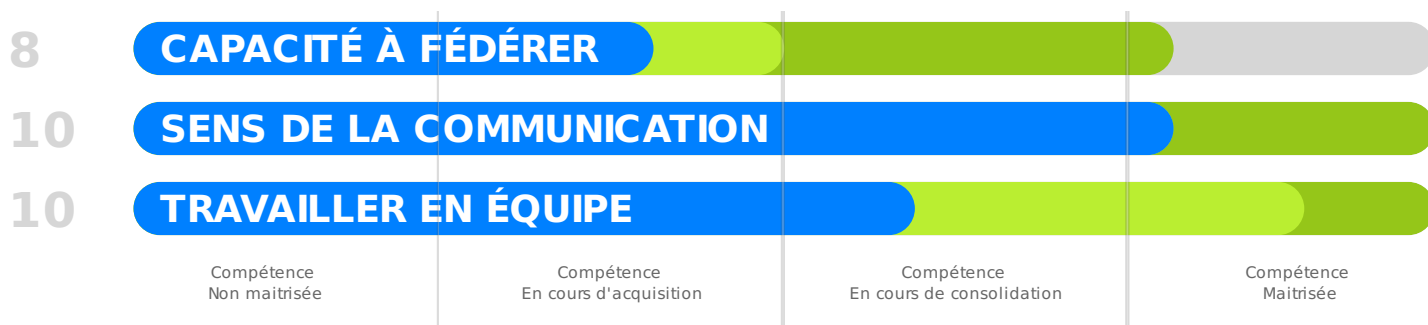 8 CAPACITÉ À FÉDÉRER
10 SENS DE LA COMMUNICATION
10 TRAVAILLER EN ÉQUIPE
Compétence Compétence Compétence Compétence
Non maitrisée En cours d'acquisition En cours de consolidation Maitrisée